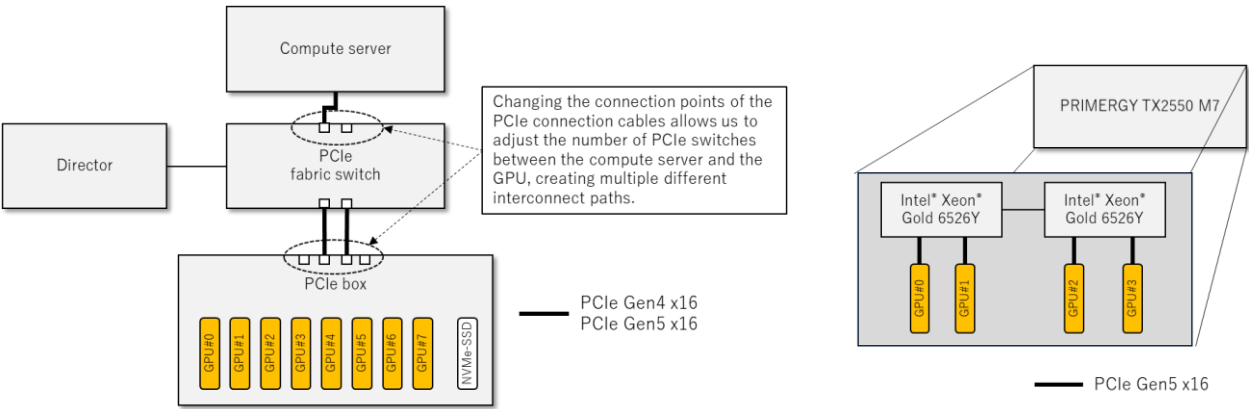 Compute server
Changing the connection points of the
PCIe connection cables allows us to
adjust the number of PCIe switches
between the compute server and the
GPU, creating multiple different
interconnect paths.
Director
PCIe
fabric switch
PCIe box
GPU#0
GPU#1
GPU#2
GPU#3
GPU#4
GPU#5
GPU#6
GPU#7
NVMe-SSD
PCIe Gen4 x16
PCIe Gen5 x16
PRIMERGY TX2550 M7
Intel® Xeon®
Gold 6526Y
Intel® Xeon®
Gold 6526Y
GPU#0
GPU#1
GPU#2
GPU#3
PCIe Gen5 x16